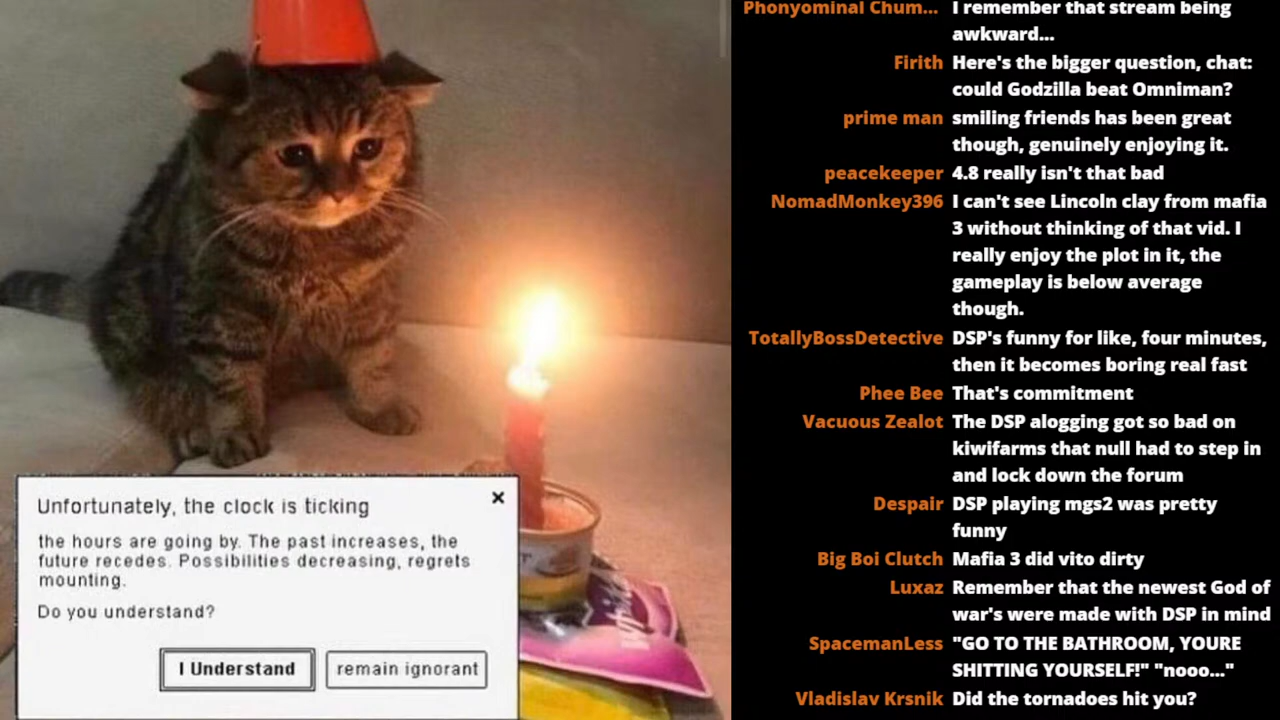 Phonyominal Chum... I remember that stream being
awkward...
Firith Here's the bigger question, chat:
could Godzilla beat Omniman?
prime man smiling friends has been great
though, genuinely enjoying it.
peacekeeper 4.8 really isn't that bad
NomadMonkey396 I can't see Lincoln clay from mafia
3 without thinking of that vid. I
really enjoy the plot in it, the
gameplay is below average
though.
TotallyBossDetective DSP's funny for like, four minutes,
then it becomes boring real fast
Phee Bee That's commitment
Vacuous Zealot The DSP alogging got so bad on
kiwifarms that null had to step in
and lock down the forum
Despair DSP playing mgs2 was pretty
funny
Big Boi Clutch Mafia 3 did vito dirty
Luxaz Remember that the newest God of
war's were made with DSP in mind
SpacemanLess "GO TO THE BATHROOM, YOURE
SHITTING YOURSELF!" "nooo..."
Vladislav Krsnik Did the tornadoes hit you?
Unfortunately, the clock is ticking
the hours are going by. The past increases, the
future recedes. Possibilities decreasing, regrets
mounting.
Do you understand?
I Understand
remain ignorant